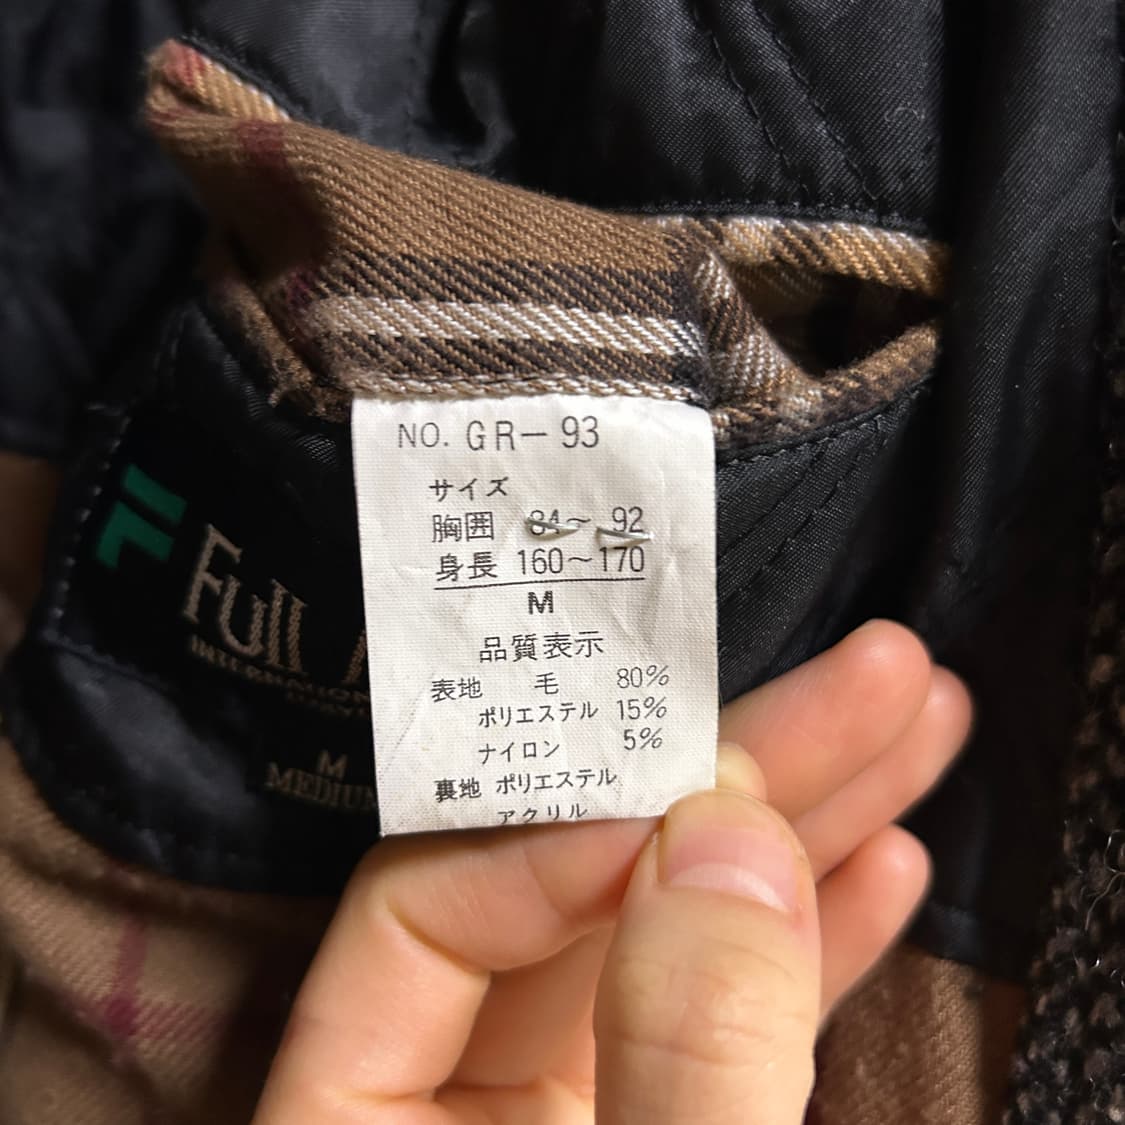 NO. GR-93
サイズ
胸囲 84～92
身長 160～170
M
品質表示
表地 毛 80%
ポリエステル 15%
ナイロン 5%
裏地 ポリエステル
アクリル
Full
M